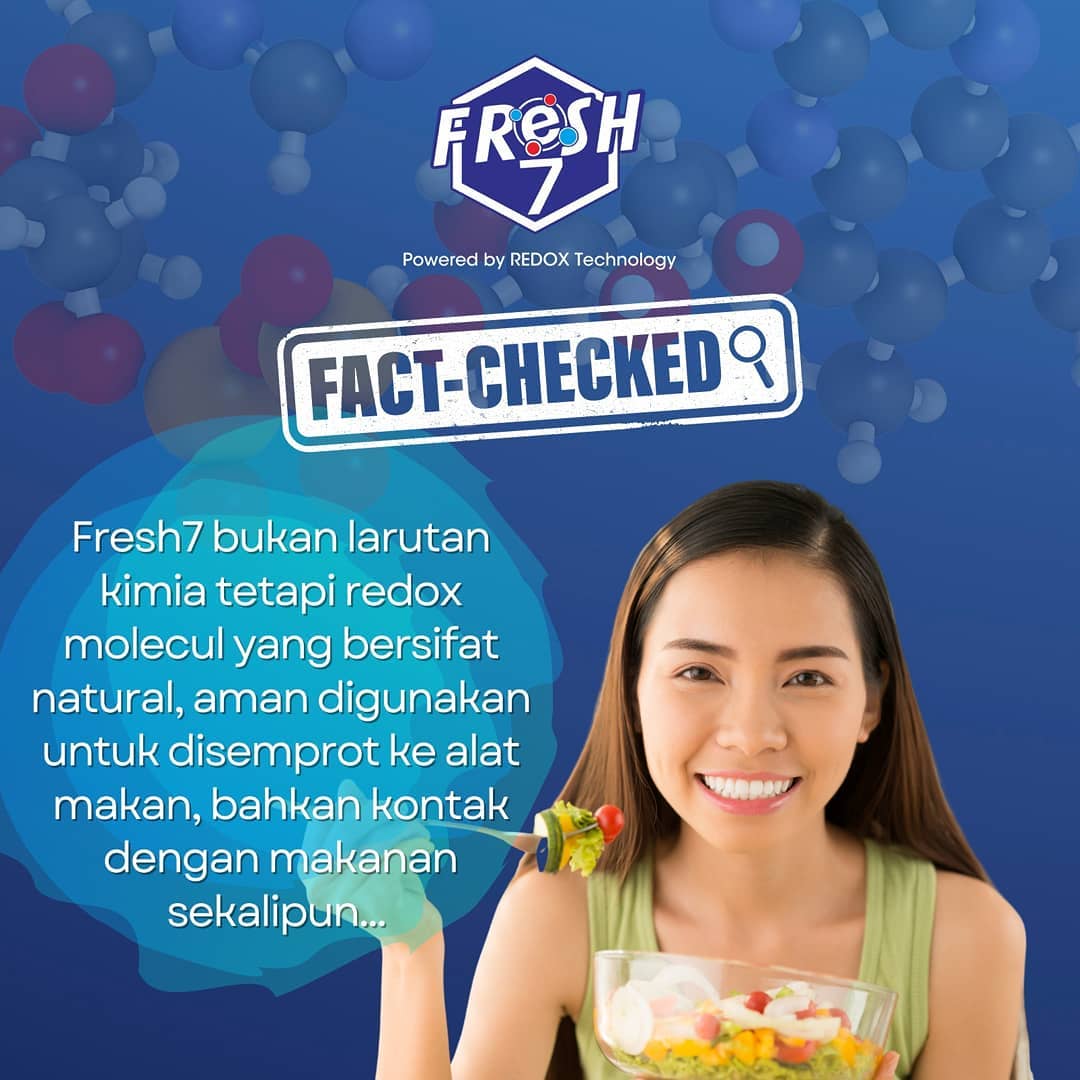 FReSH
7
Powered by REDOX Technology
FACT-CHECKED
Fresh7 bukan larutan
kimia tetapi redox
molecul yang bersifat
natural, aman digunakan
untuk disemprot ke alat
makan, bahkan kontak
dengan makanan
sekalipun...